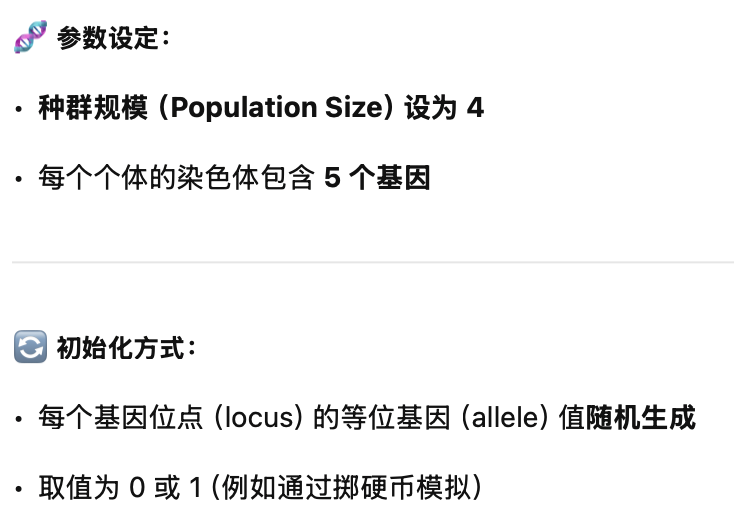 🧬 参数设定：
• 种群规模（Population Size）设为 4
• 每个个体的染色体包含 5 个基因
🔄 初始化方式：
• 每个基因位点（locus）的等位基因（allele）值随机生成
• 取值为 0 或 1（例如通过掷硬币模拟）